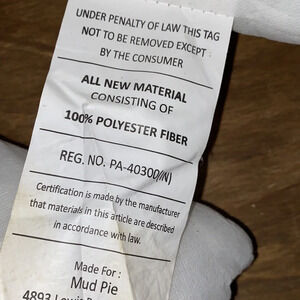 UNDER PENALTY OF LAW THIS TAG
NOT TO BE REMOVED EXCEPT
BY THE CONSUMER
ALL NEW MATERIAL
CONSISTING OF
100% POLYESTER FIBER
REG. NO. PA-40300(IN)
Certification is made by the manufacturer
that materials in this article are described
in accordance with law.
Made For :
Mud Pie
4893